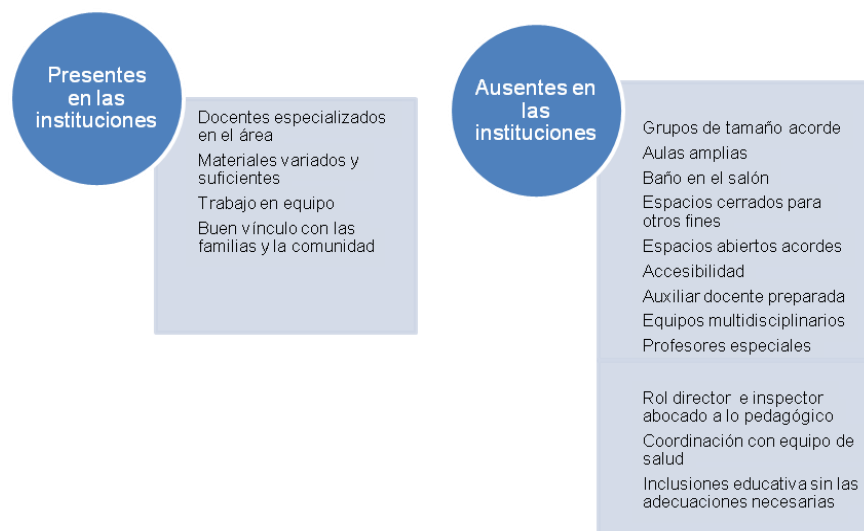 Presentes
en las
instituciones
Docentes especializados
en el área
Materiales variados y
suficientes
Trabajo en equipo
Buen vínculo con las
familias y la comunidad
Ausentes en
las
instituciones
Grupos de tamaño acorde
Aulas amplias
Baño en el salón
Espacios cerrados para
otros fines
Espacios abiertos acordes
Accesibilidad
Auxiliar docente preparada
Equipos multidisciplinarios
Profesores especiales
Rol director e inspector
abocado a lo pedagógico
Coordinación con equipo de
salud
Inclusiones educativa sin las
adecuaciones necesarias